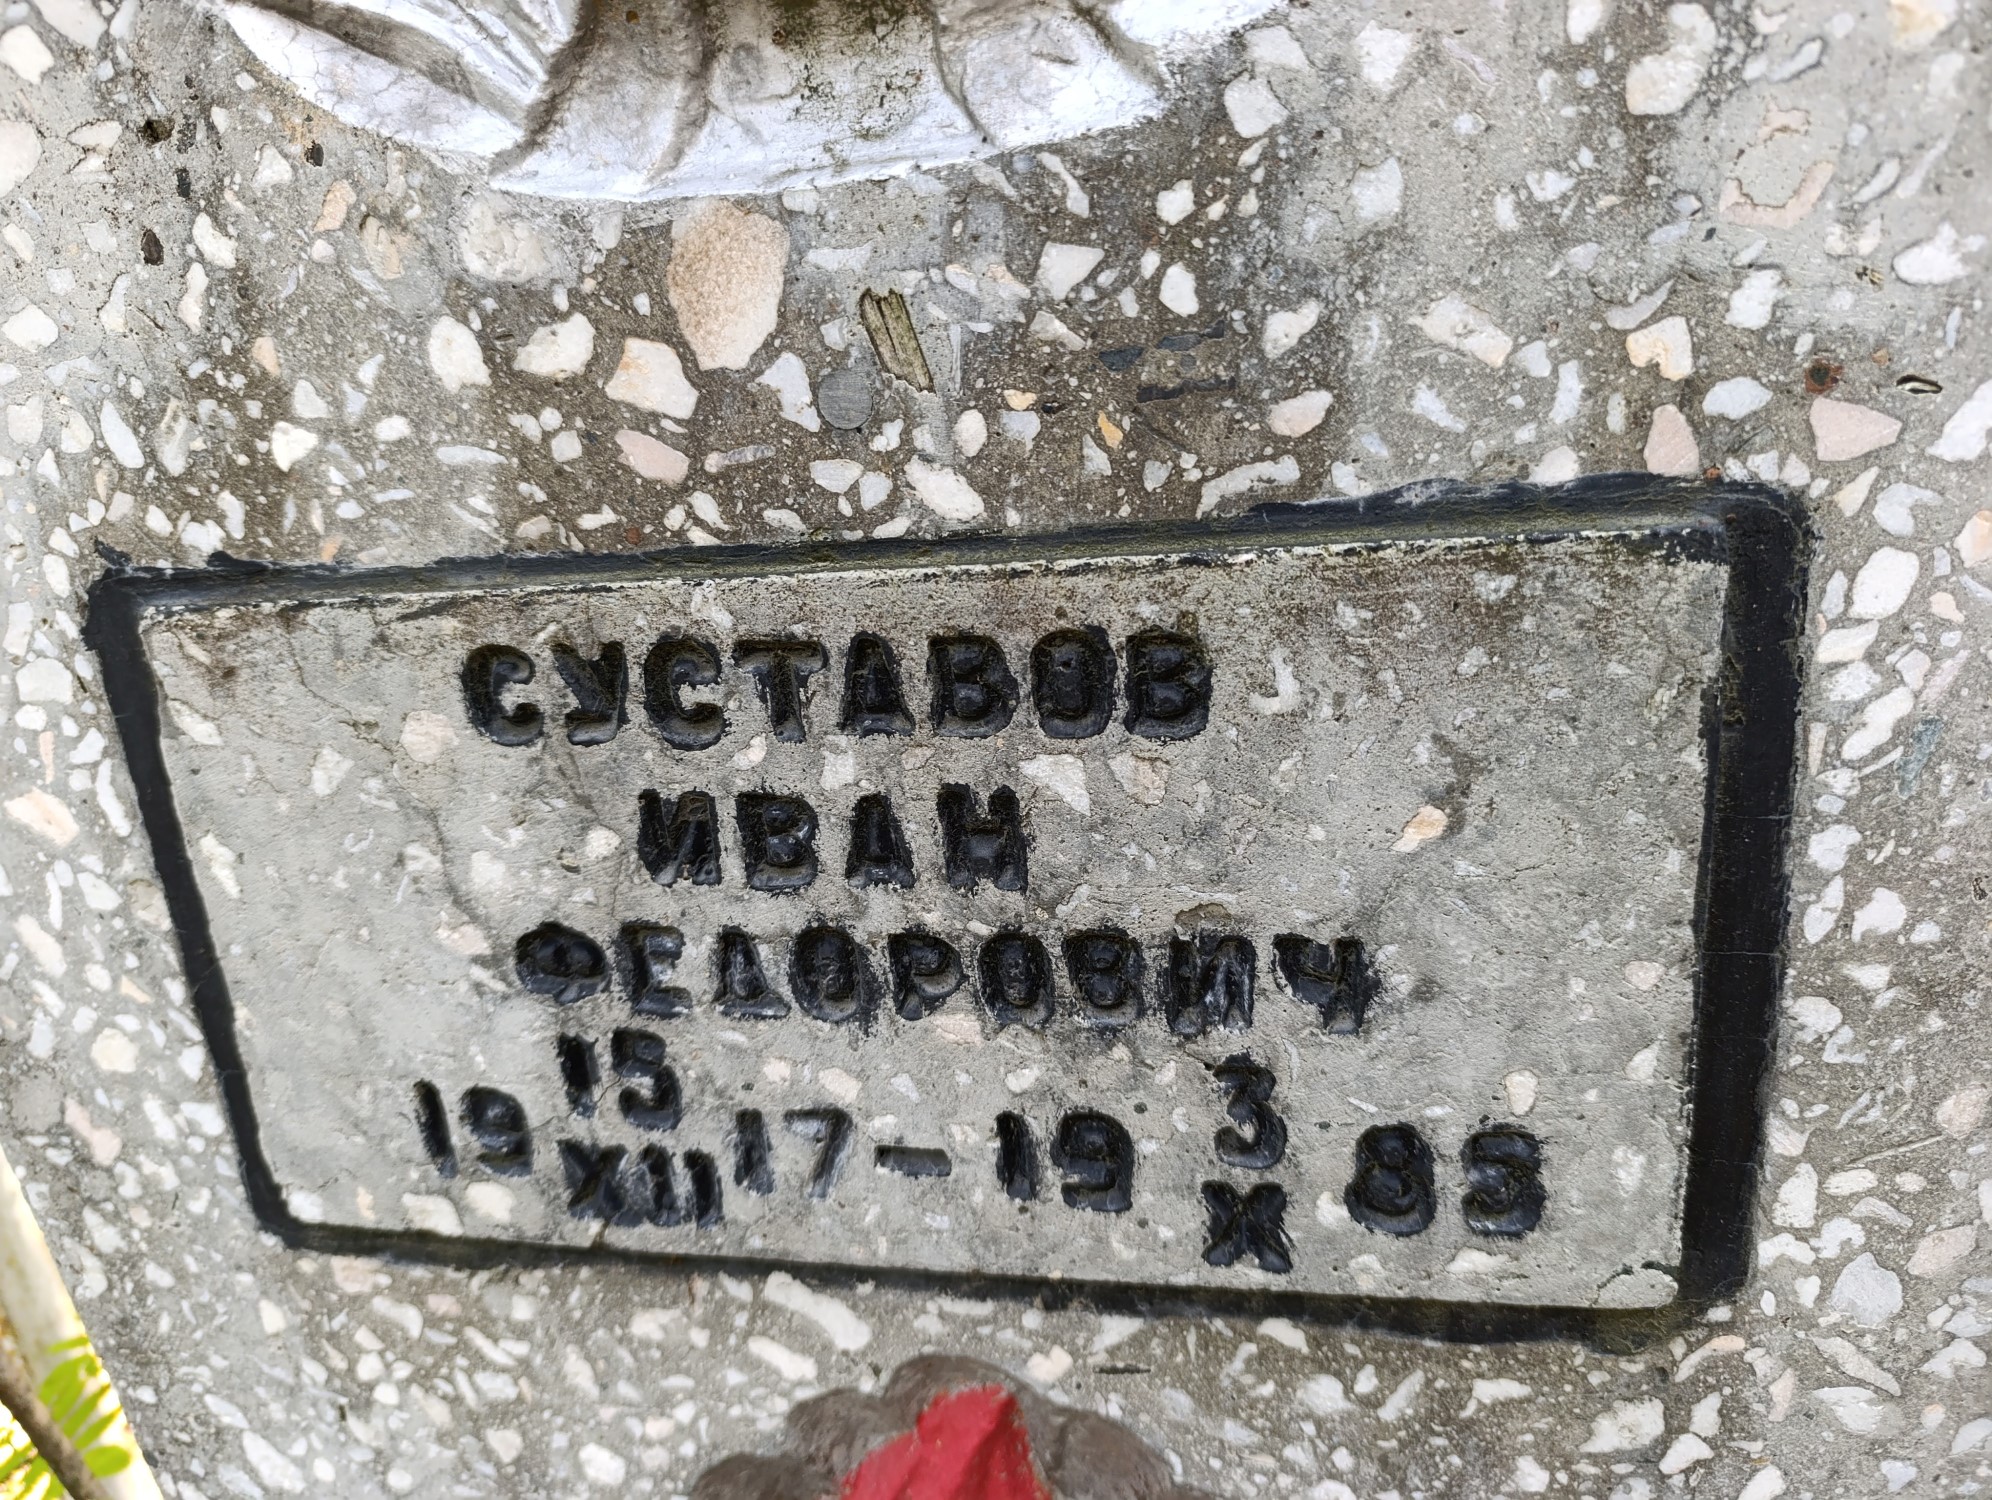 СУСТАВОВ
ИВАН
ФЕДОРОВИЧ
19 15/XII 17 - 19 3/X 85